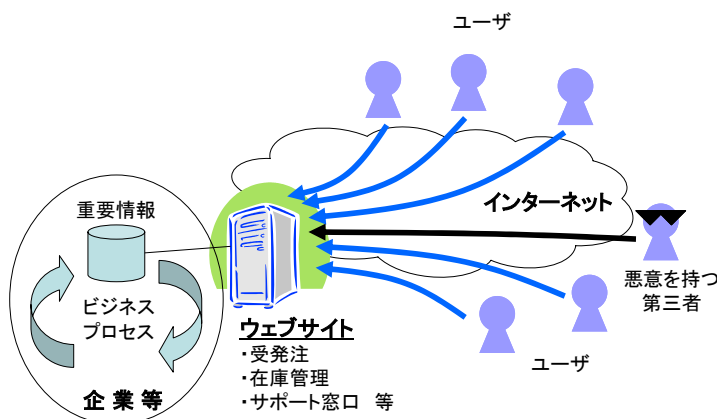 ユーザ
インターネット
重要情報
悪意を持つ
第三者
ビジネス
プロセス
ウェブサイト
・受発注
・在庫管理
・サポート窓口 等
ユーザ
企業等